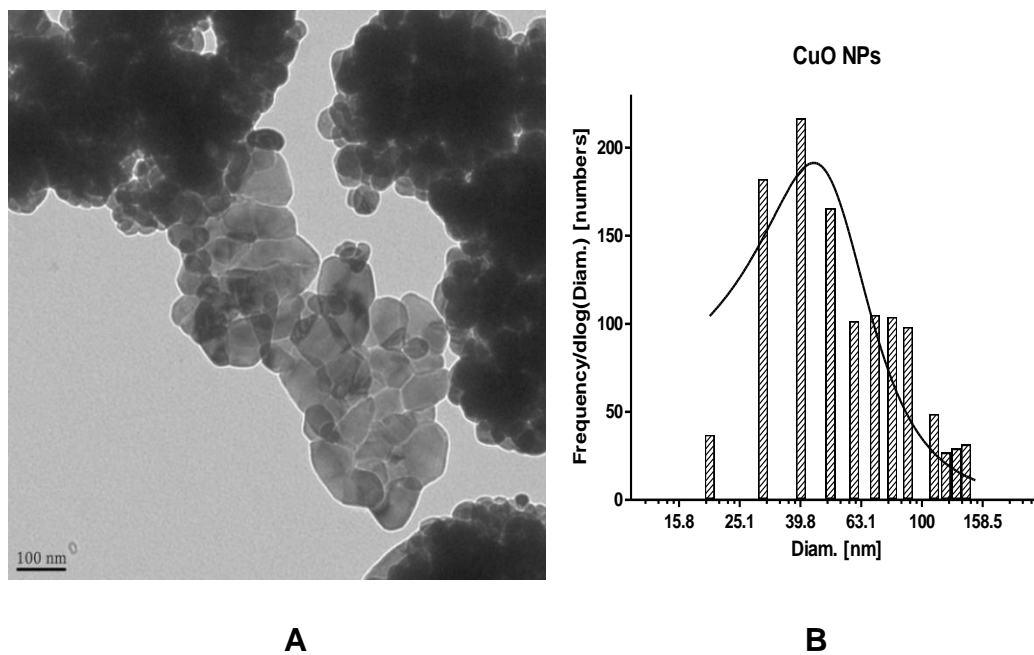 100 nm
CuO NPs
Frequency/dlog(Diam.) [numbers]
200
150
100
50
0
15.8 25.1 39.8 63.1 100 158.5
Diam. [nm]
A B